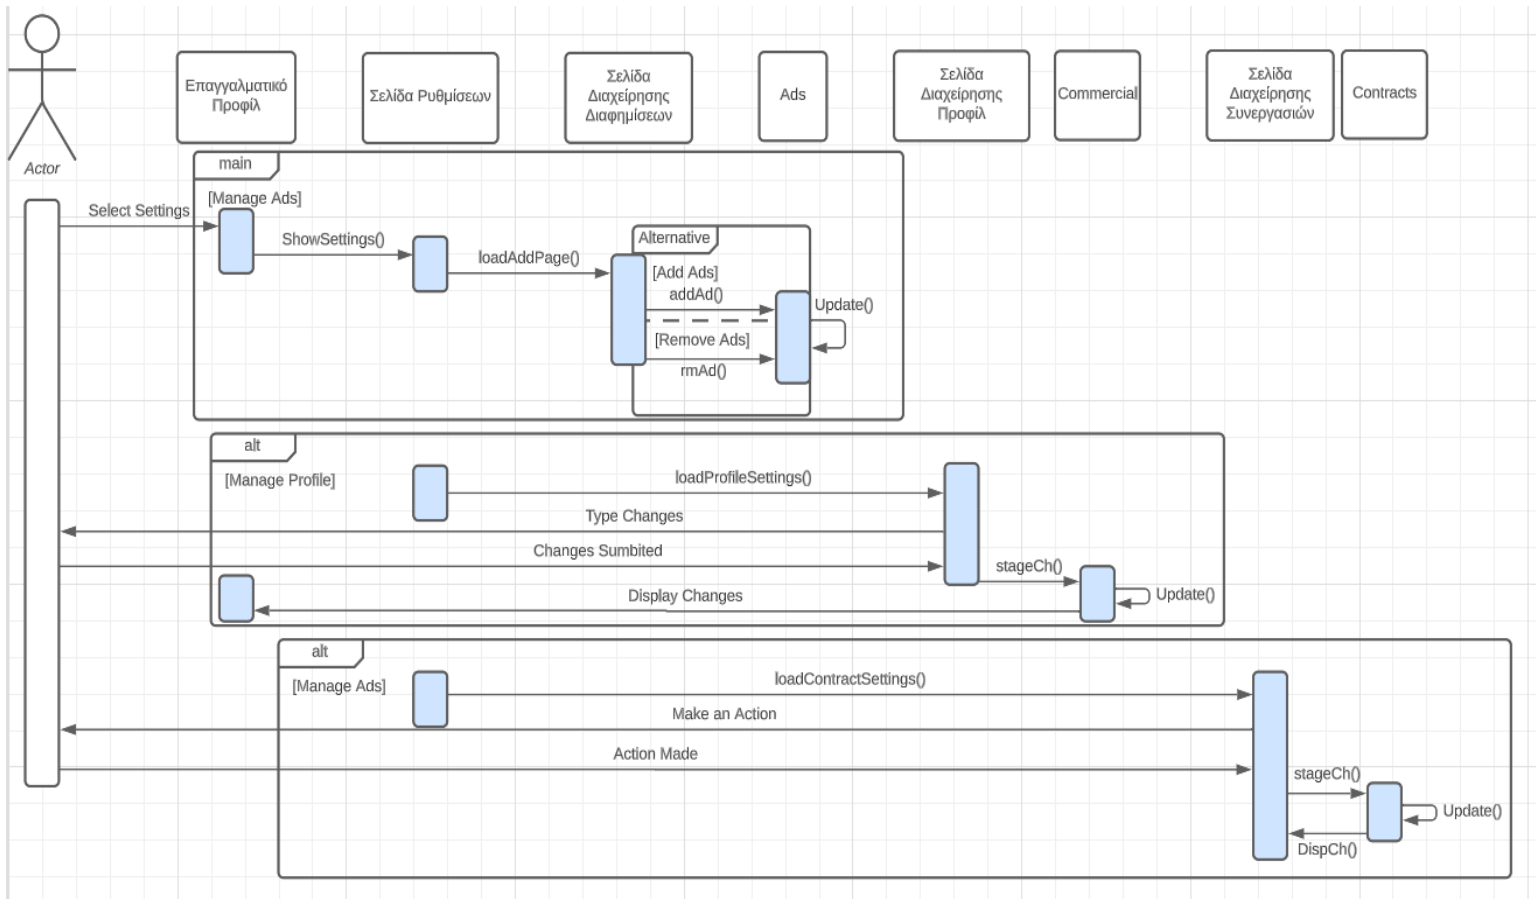 Actor
Επαγγαλματικό
Προφίλ
Σελίδα Ρυθμίσεων
Σελίδα
Διαχείρησης
Διαφημίσεων
Ads
Σελίδα
Διαχείρησης
Προφίλ
Commercial
Σελίδα
Διαχείρησης
Συνεργασιών
Contracts
main
[Manage Ads]
Select Settings
ShowSettings()
loadAddPage()
Alternative
[Add Ads]
addAd()
Update()
[Remove Ads]
rmAd()
alt
[Manage Profile]
loadProfileSettings()
Type Changes
Changes Sumbited
stageCh()
Update()
Display Changes
alt
[Manage Ads]
loadContractSettings()
Make an Action
Action Made
stageCh()
Update()
DispCh()